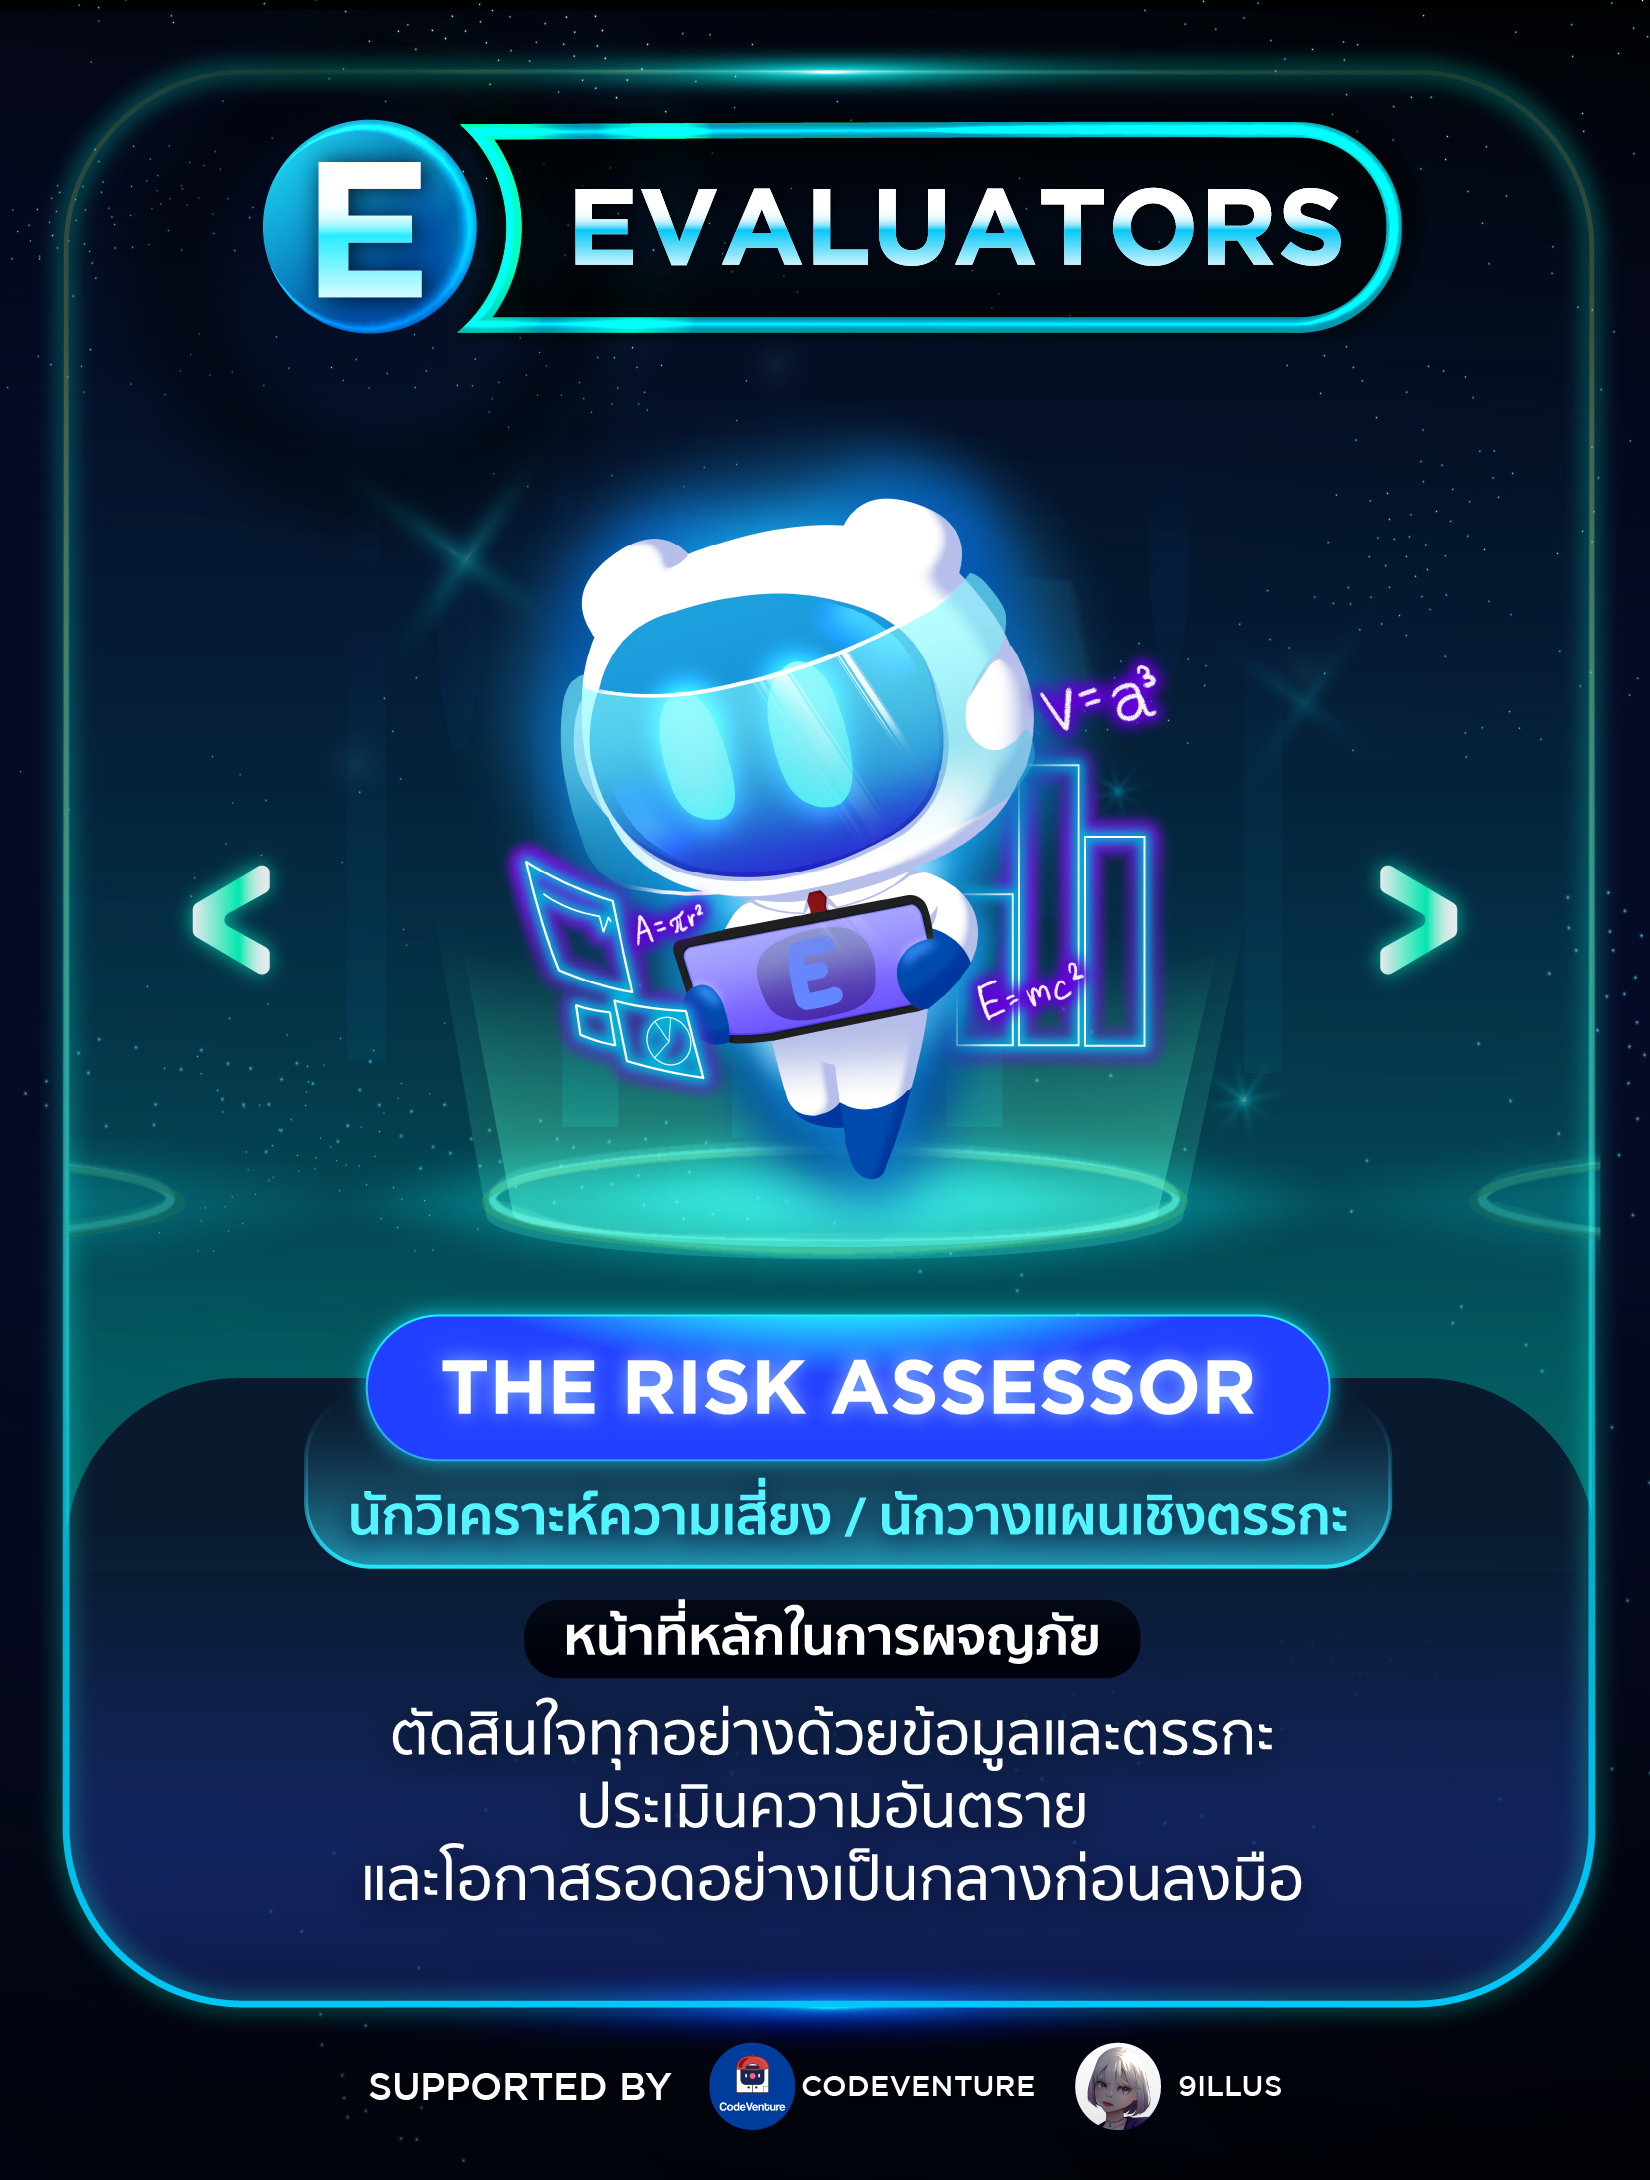 E EVALUATORS
V=a³
A=πr²
E
E=mc²
< >
THE RISK ASSESSOR
นักวิเคราะห์ความเสี่ยง / นักวางแผนเชิงตรรกะ
หน้าที่หลักในการผจญภัย
ตัดสินใจทุกอย่างด้วยข้อมูลและตรรกะ
ประเมินความอันตราย
และโอกาสรอดอย่างเป็นกลางก่อนลงมือ
SUPPORTED BY CodeVenture CODEVENTURE 9ILLUS